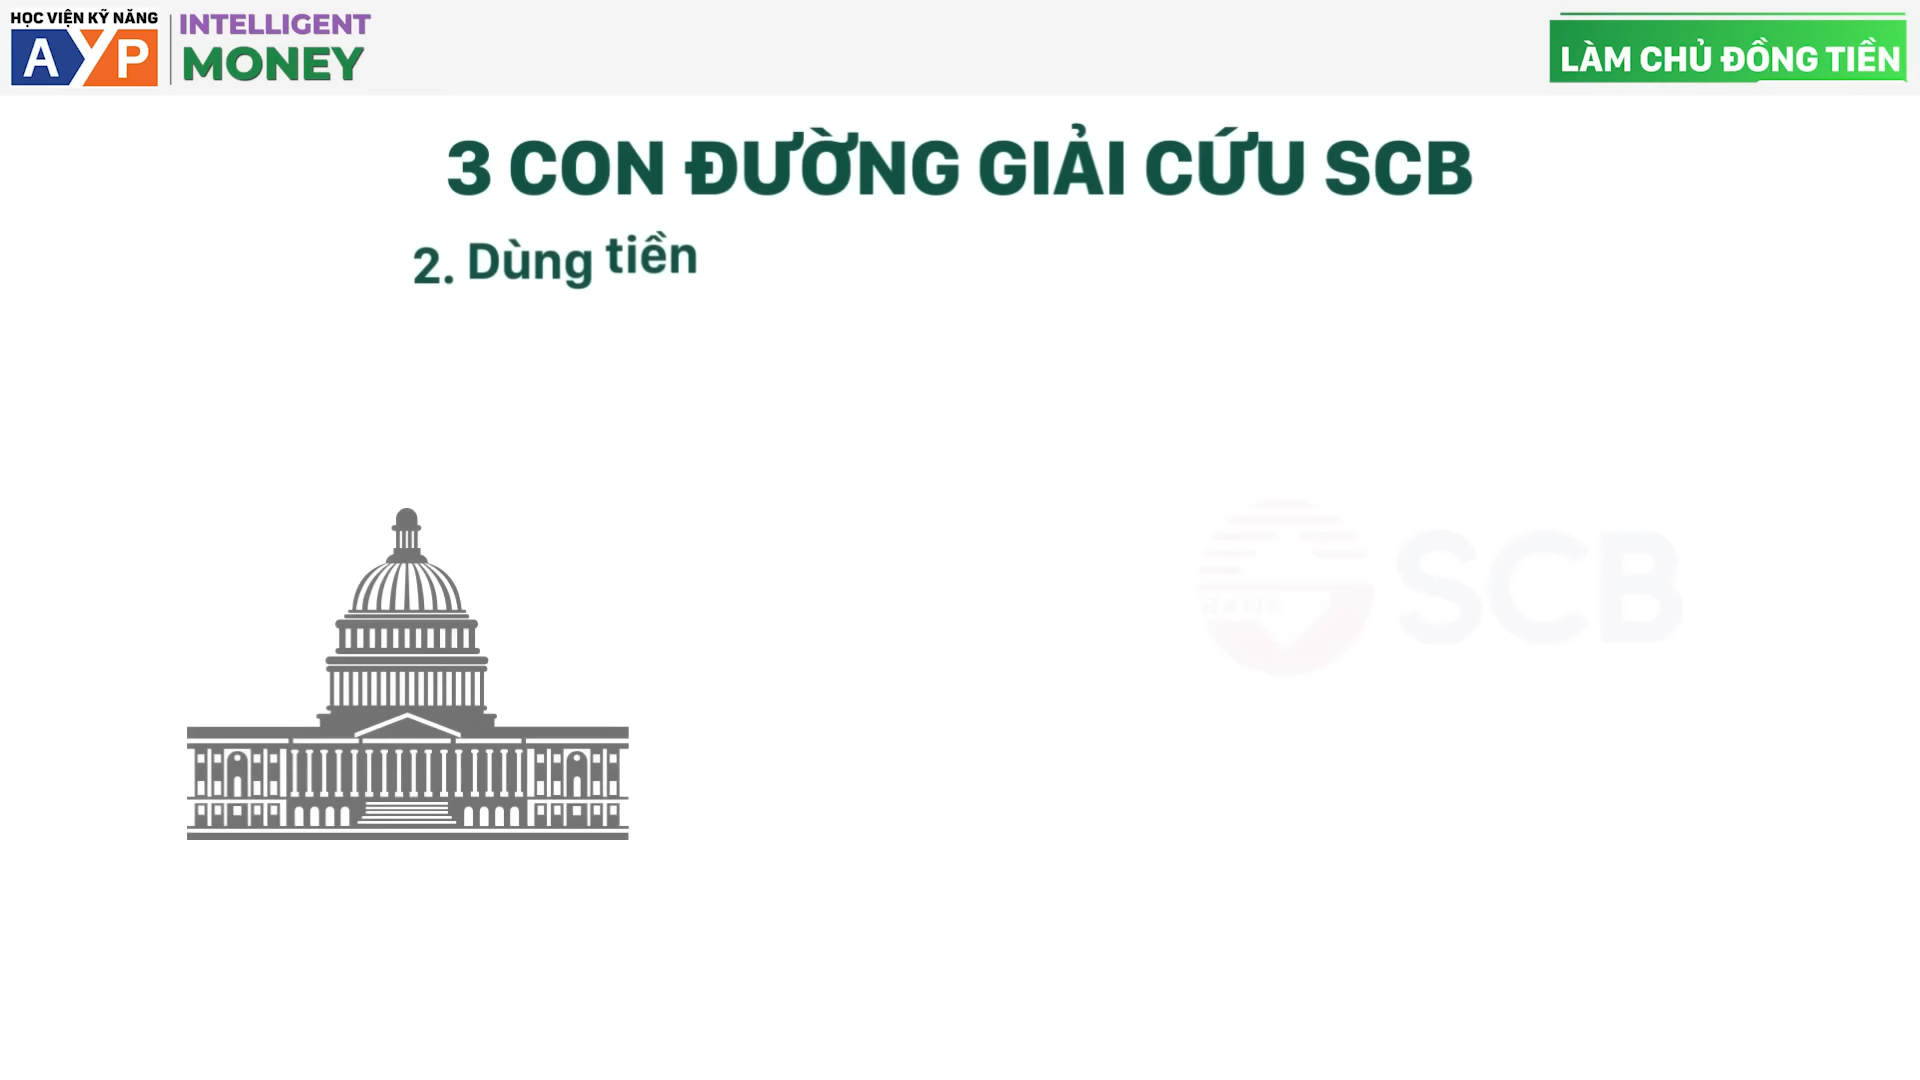 HỌC VIỆN KỸ NĂNG
AYP
INTELLIGENT
MONEY
LÀM CHỦ ĐỒNG TIỀN
3 CON ĐƯỜNG GIẢI CỨU SCB
2. Dùng tiền
SCB